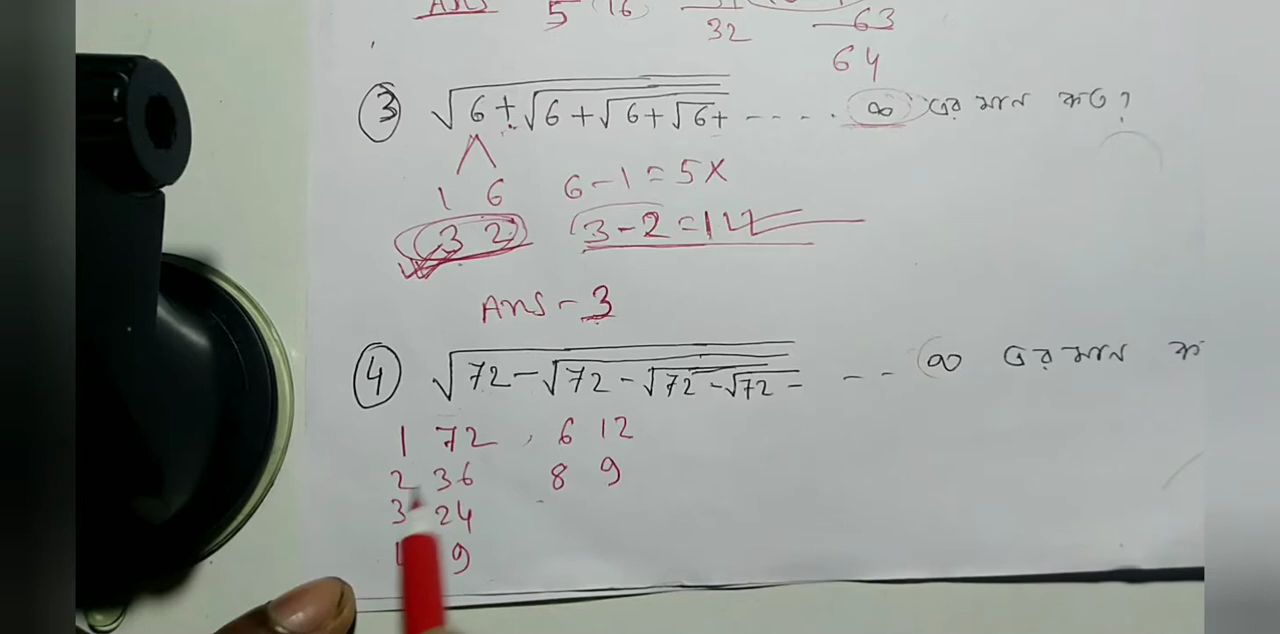 5 16 32 63
64
③ √6+√6+√6+√6+ - - - - . ∞ এর মান কত?
1 6 6-1=5X
3 2 3-2=1
Ans - 3
④ √72-√72-√72-√72- - - ∞ এর মান ক
1 72, 6 12
2 36 8 9
3 24
9